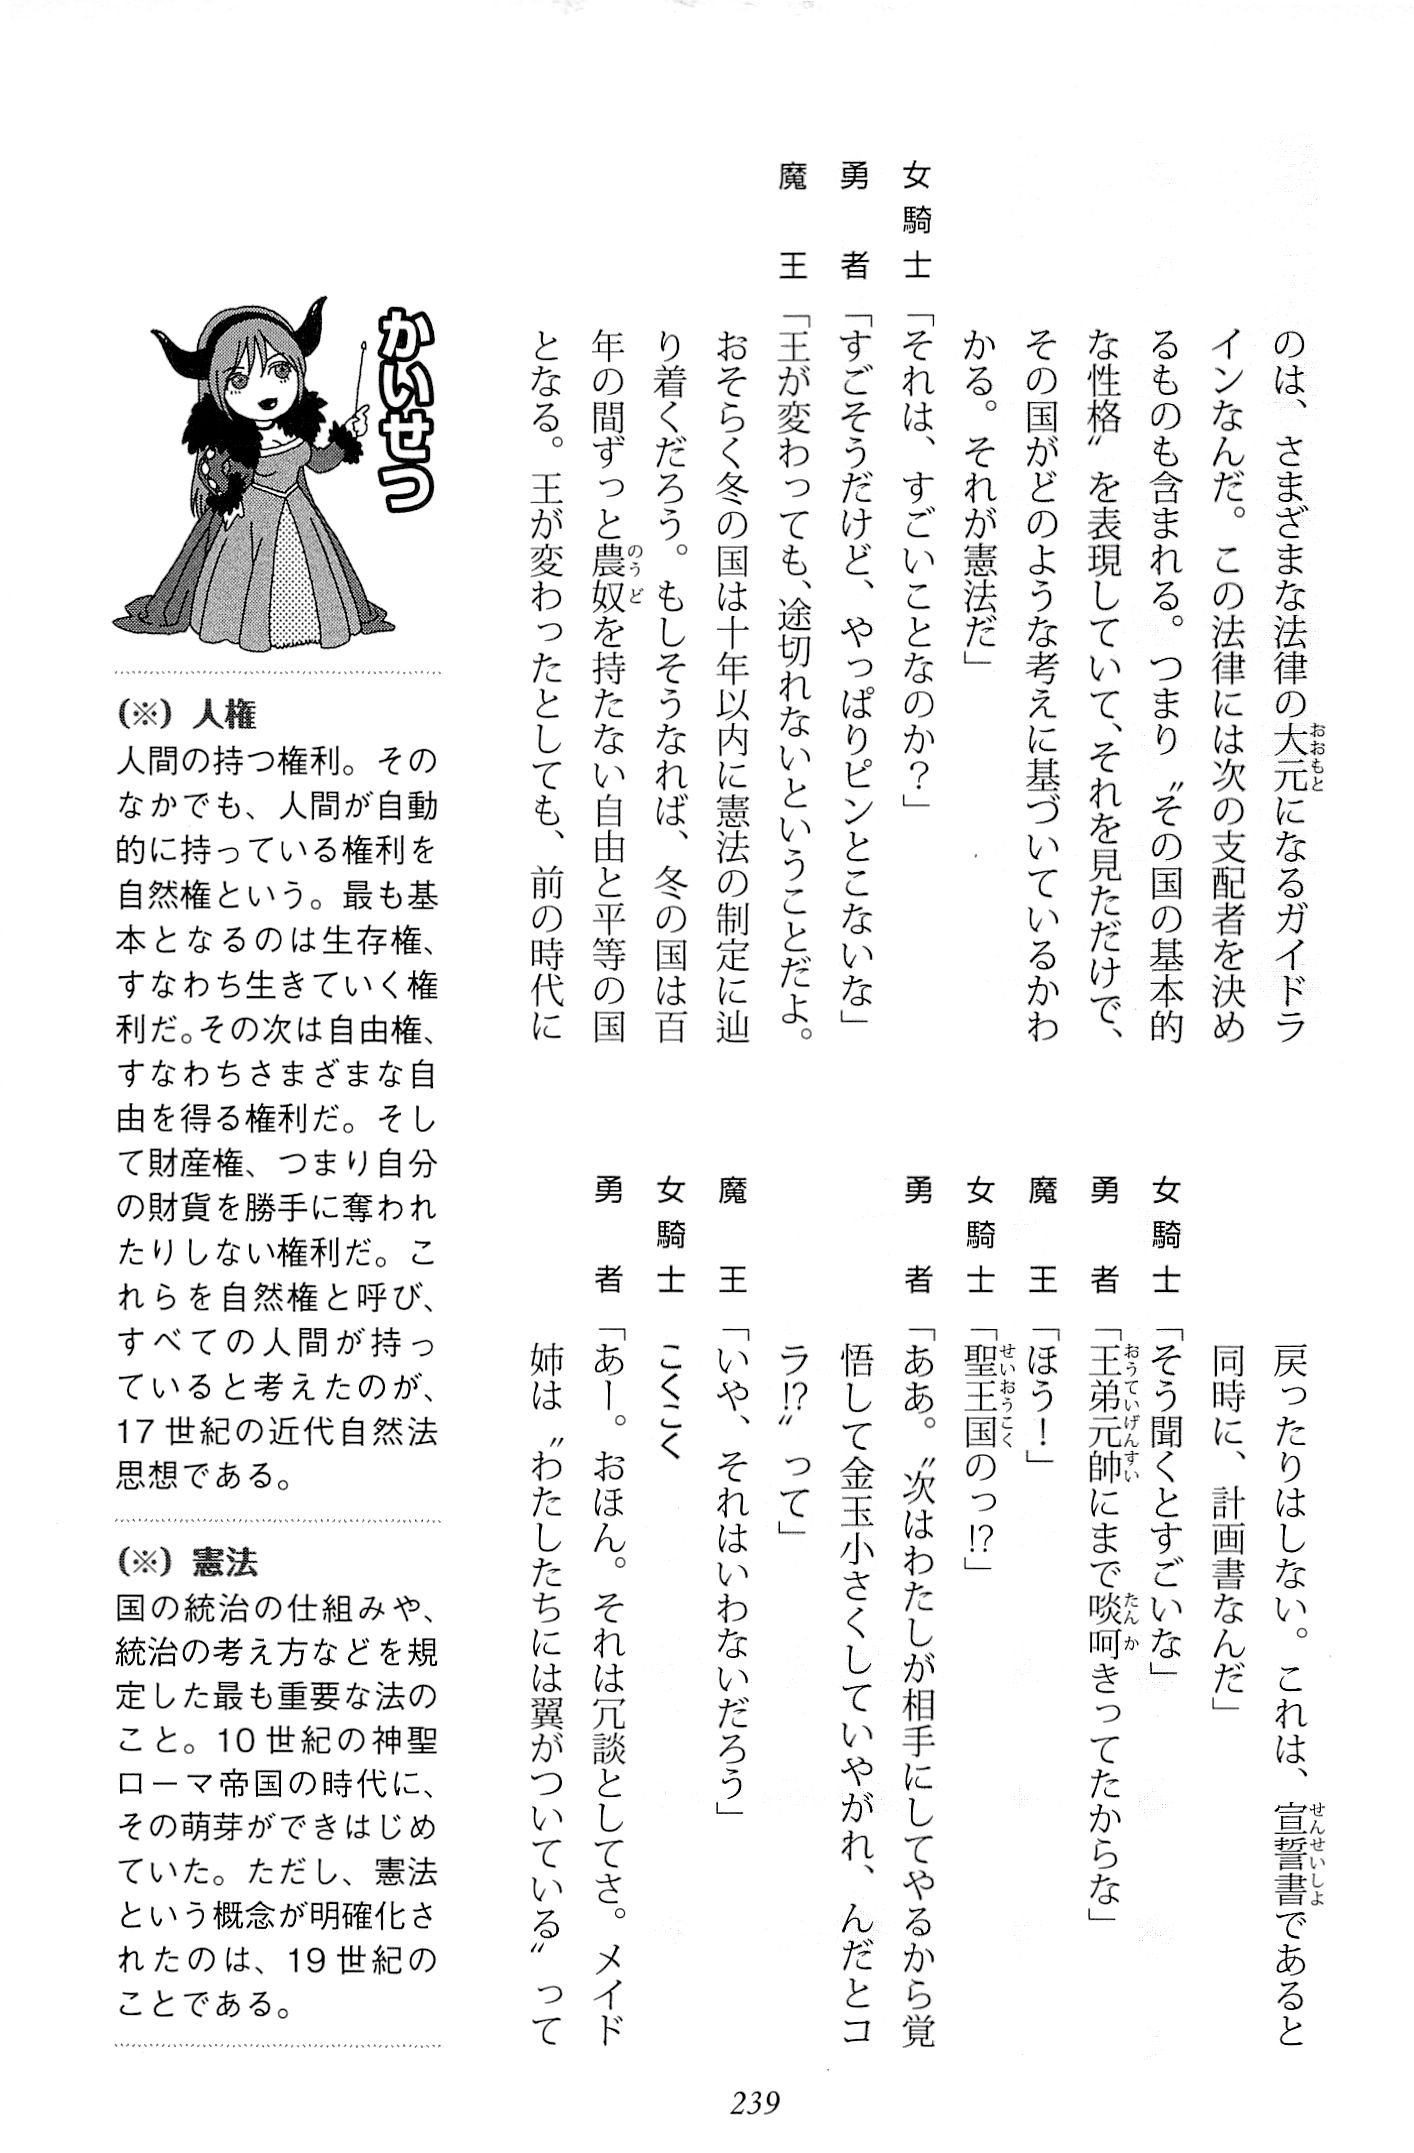 のは、さまざまな法律の大元になるガイドラ
インなんだ。この法律には次の支配者を決め
るものも含まれる。つまり〝その国の基本的
な性格〟を表現していて、それを見ただけで、
その国がどのような考えに基づいているかわ
かる。それが憲法だ」
女騎士「それは、すごいことなのか?」
勇者「すごそうだけど、やっぱりピンとこないな」
魔王「王が変わっても、途切れないということだよ。
おそらく冬の国は十年以内に憲法の制定に辿
り着くだろう。もしそうなれば、冬の国は百
年の間ずっと農奴を持たない自由と平等の国
となる。王が変わったとしても、前の時代に
戻ったりはしない。これは、宣誓書であると
同時に、計画書なんだ」
女騎士「そう聞くとすごいな」
勇者「王弟元帥にまで啖呵きってたからな」
魔王「ほう!」
女騎士「聖王国のっ!?」
勇者「ああ。〝次はわたしが相手にしてやるから覚
悟して金玉小さくしていやがれ、んだとコ
ラ!?〟って」
魔王「いや、それはいわないだろう」
女騎士 こくこく
勇者「あー。おほん。それは冗談としてさ。メイド
姉は〝わたしたちには翼がついている〟って
かいせつ
(※) 人権
人間の持つ権利。その
なかでも、人間が自動
的に持っている権利を
自然権という。最も基
本となるのは生存権、
すなわち生きていく権
利だ。その次は自由権、
すなわちさまざまな自
由を得る権利だ。そし
て財産権、つまり自分
の財貨を勝手に奪われ
たりしない権利だ。こ
れらを自然権と呼び、
すべての人間が持っ
ていると考えたのが、
17世紀の近代自然法
思想である。
(※) 憲法
国の統治の仕組みや、
統治の考え方などを規
定した最も重要な法の
こと。10世紀の神聖
ローマ帝国の時代に、
その萌芽ができはじめ
ていた。ただし、憲法
という概念が明確化さ
れたのは、19世紀の
ことである。
239